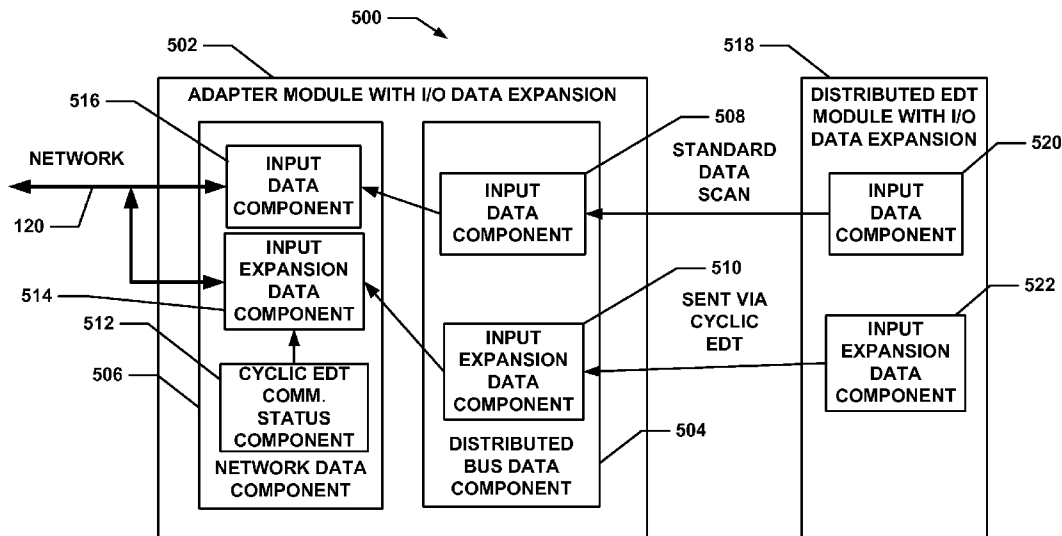 500
502
518
ADAPTER MODULE WITH I/O DATA EXPANSION
DISTRIBUTED EDT
MODULE WITH I/O
DATA EXPANSION
516
508
520
NETWORK
120
INPUT
DATA
COMPONENT
INPUT
DATA
COMPONENT
STANDARD
DATA
SCAN
INPUT
DATA
COMPONENT
514
INPUT
EXPANSION
DATA
COMPONENT
510
522
512
506
CYCLIC EDT
COMM.
STATUS
COMPONENT
INPUT
EXPANSION
DATA
COMPONENT
SENT VIA
CYCLIC
EDT
INPUT
EXPANSION
DATA
COMPONENT
NETWORK DATA
COMPONENT
DISTRIBUTED
BUS DATA
COMPONENT
504